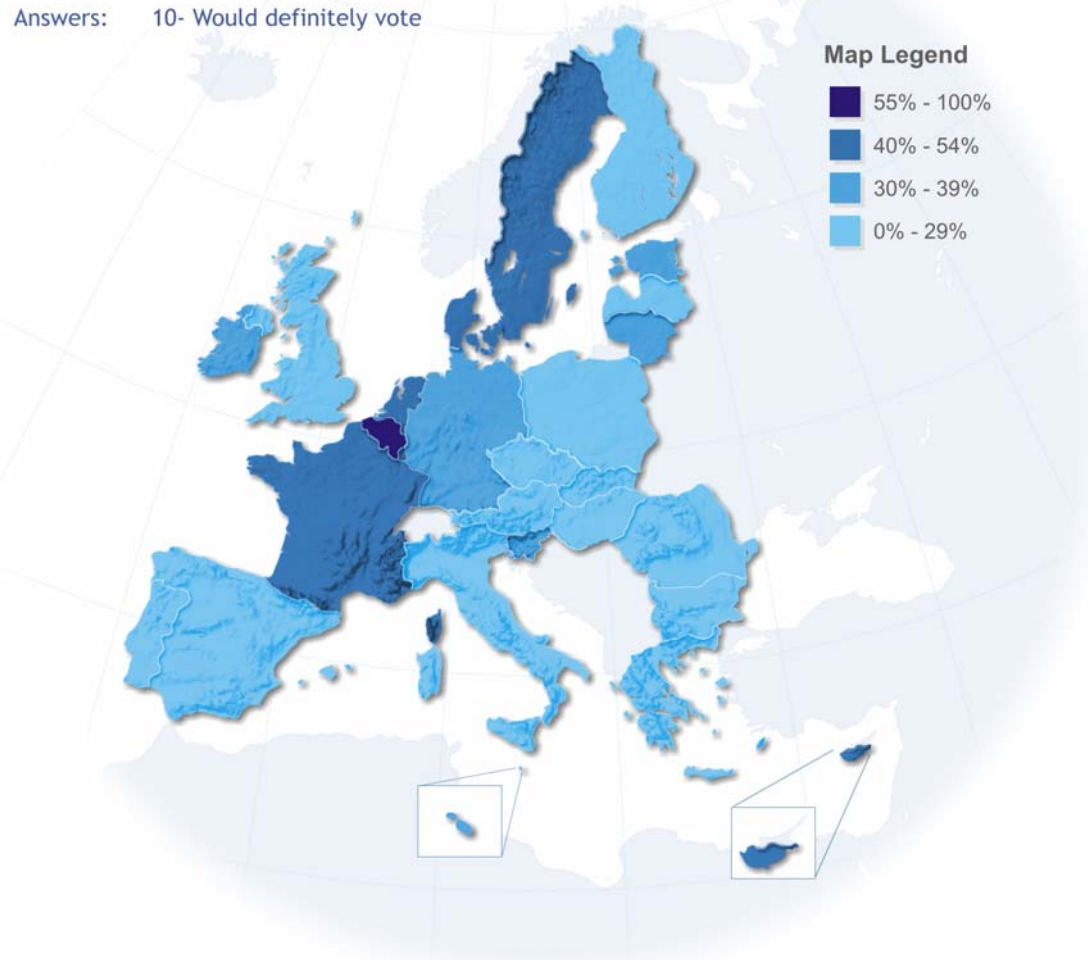 Answers: 10- Would definitely vote
Map Legend
55% - 100%
40% - 54%
30% - 39%
0% - 29%